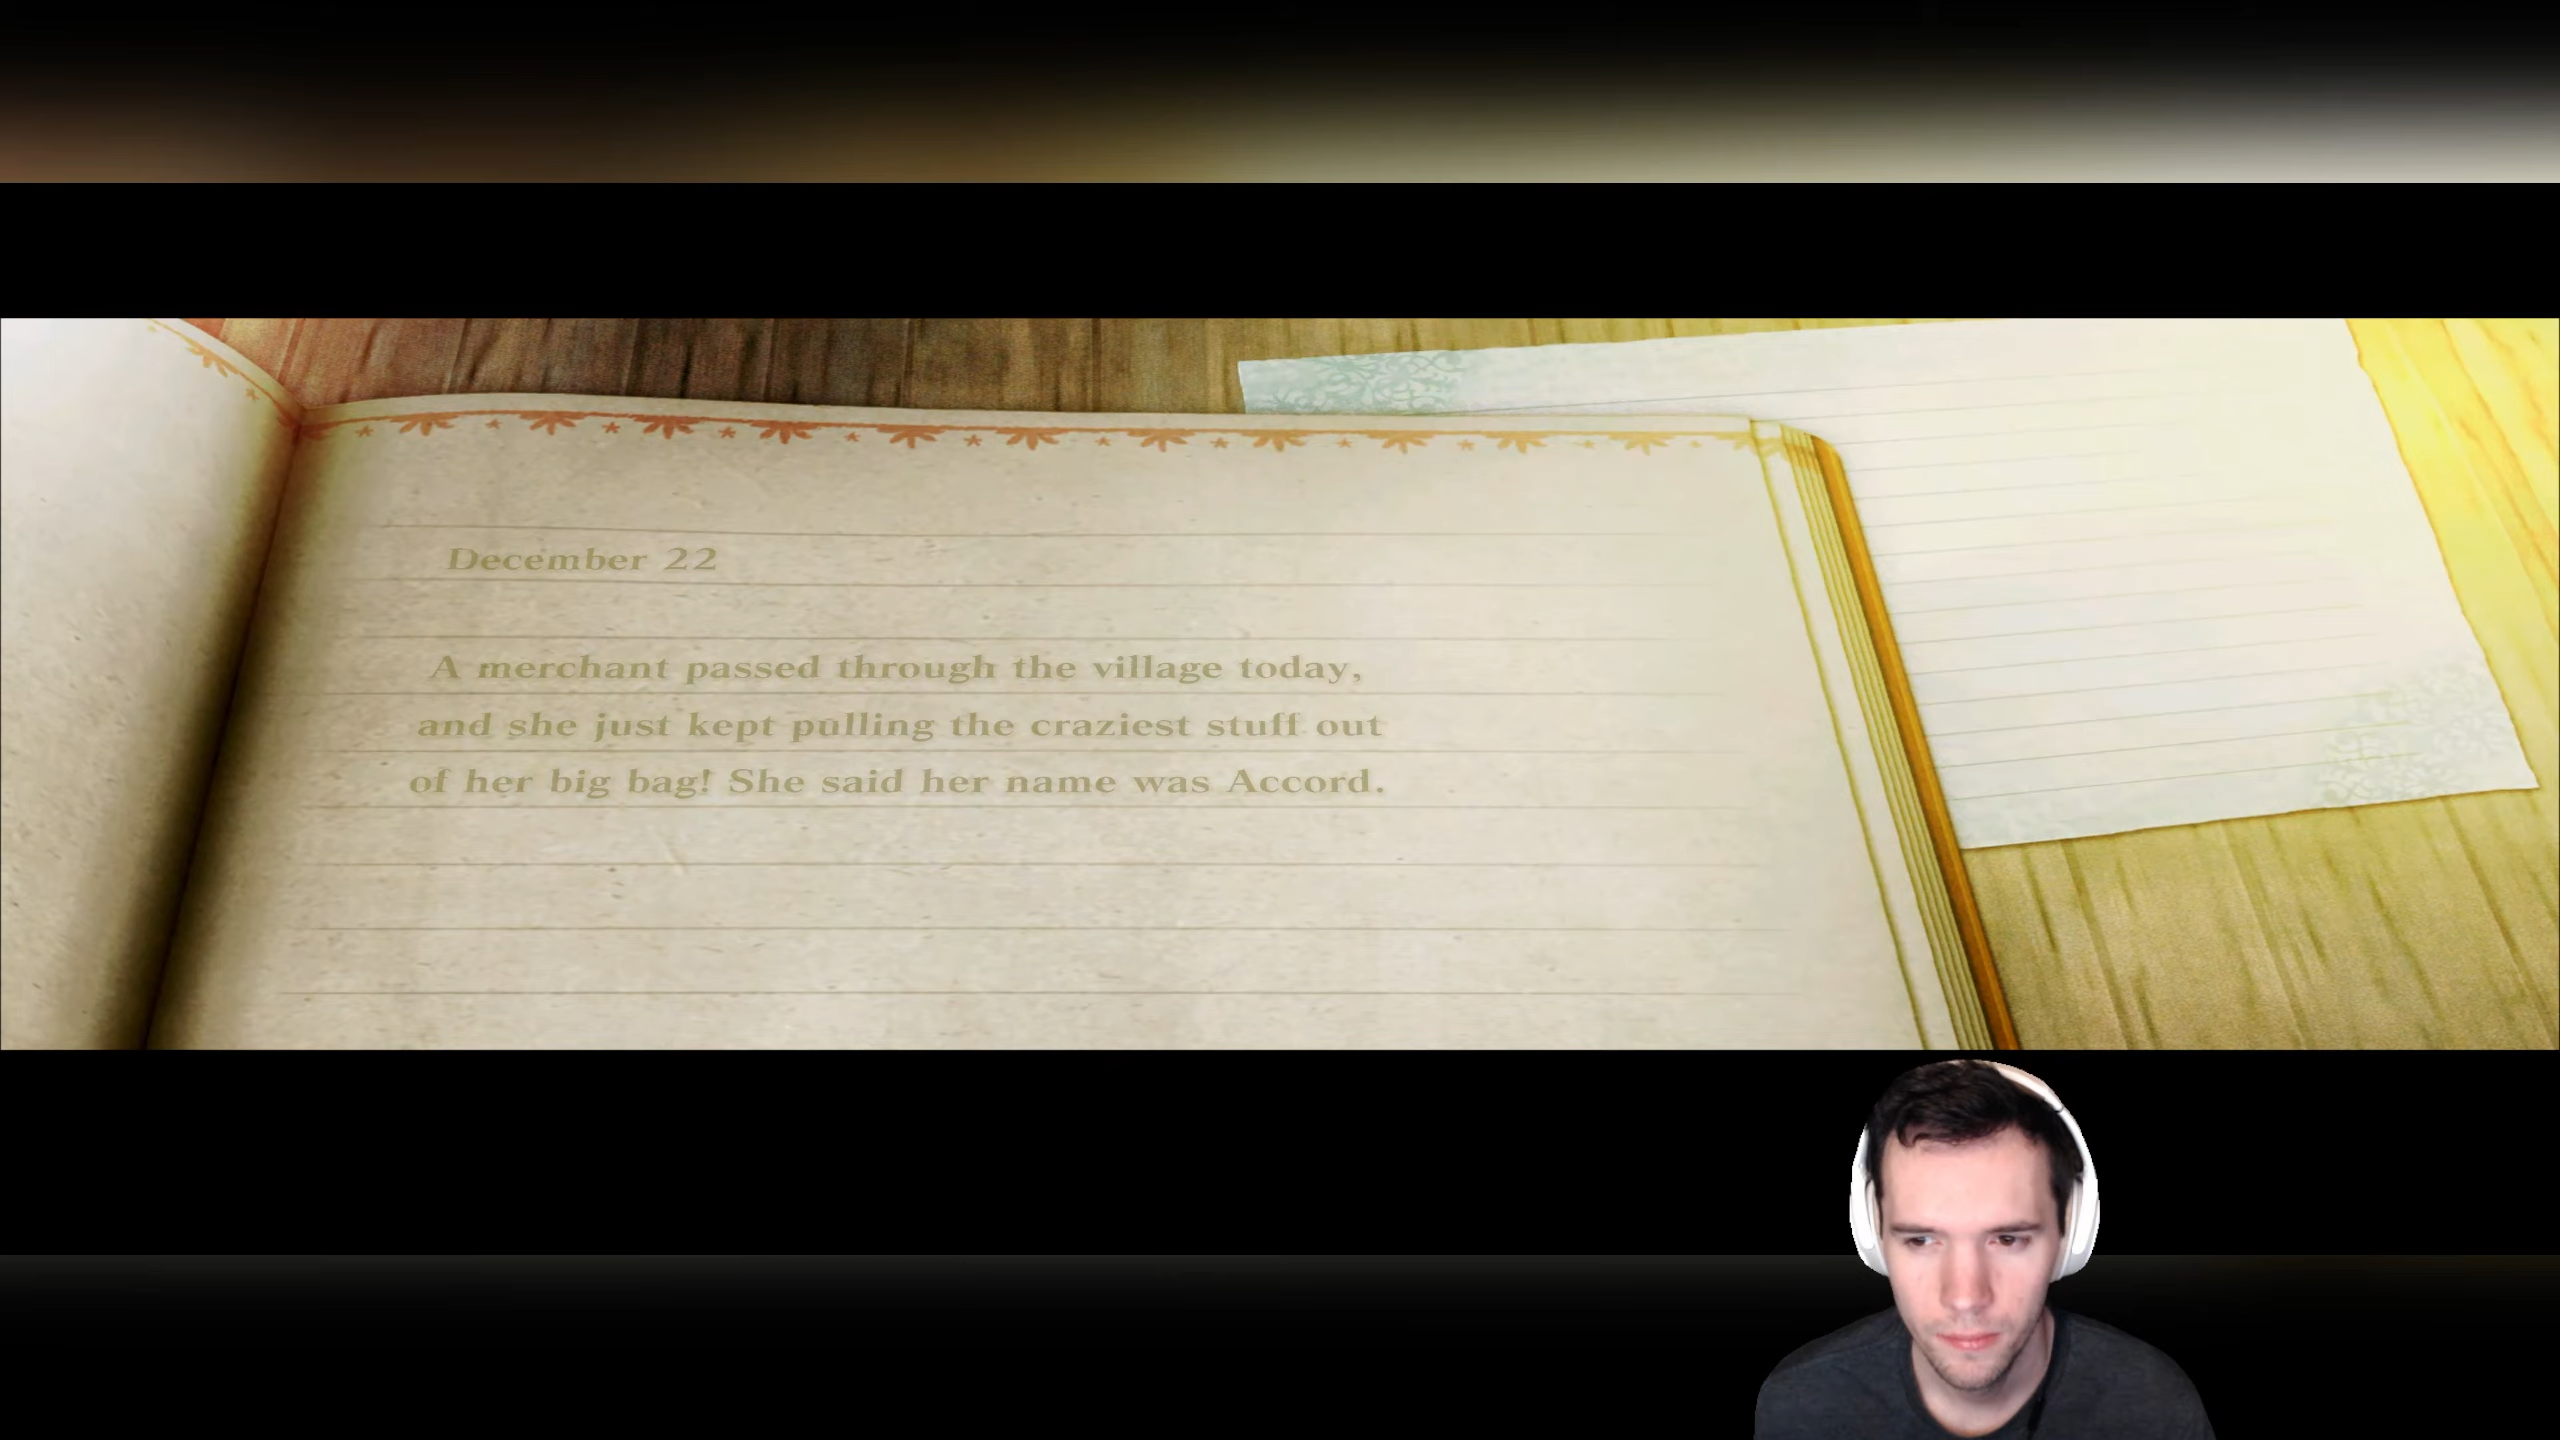 December 22
A merchant passed through the village today,
and she just kept pulling the craziest stuff out
of her big bag! She said her name was Accord.